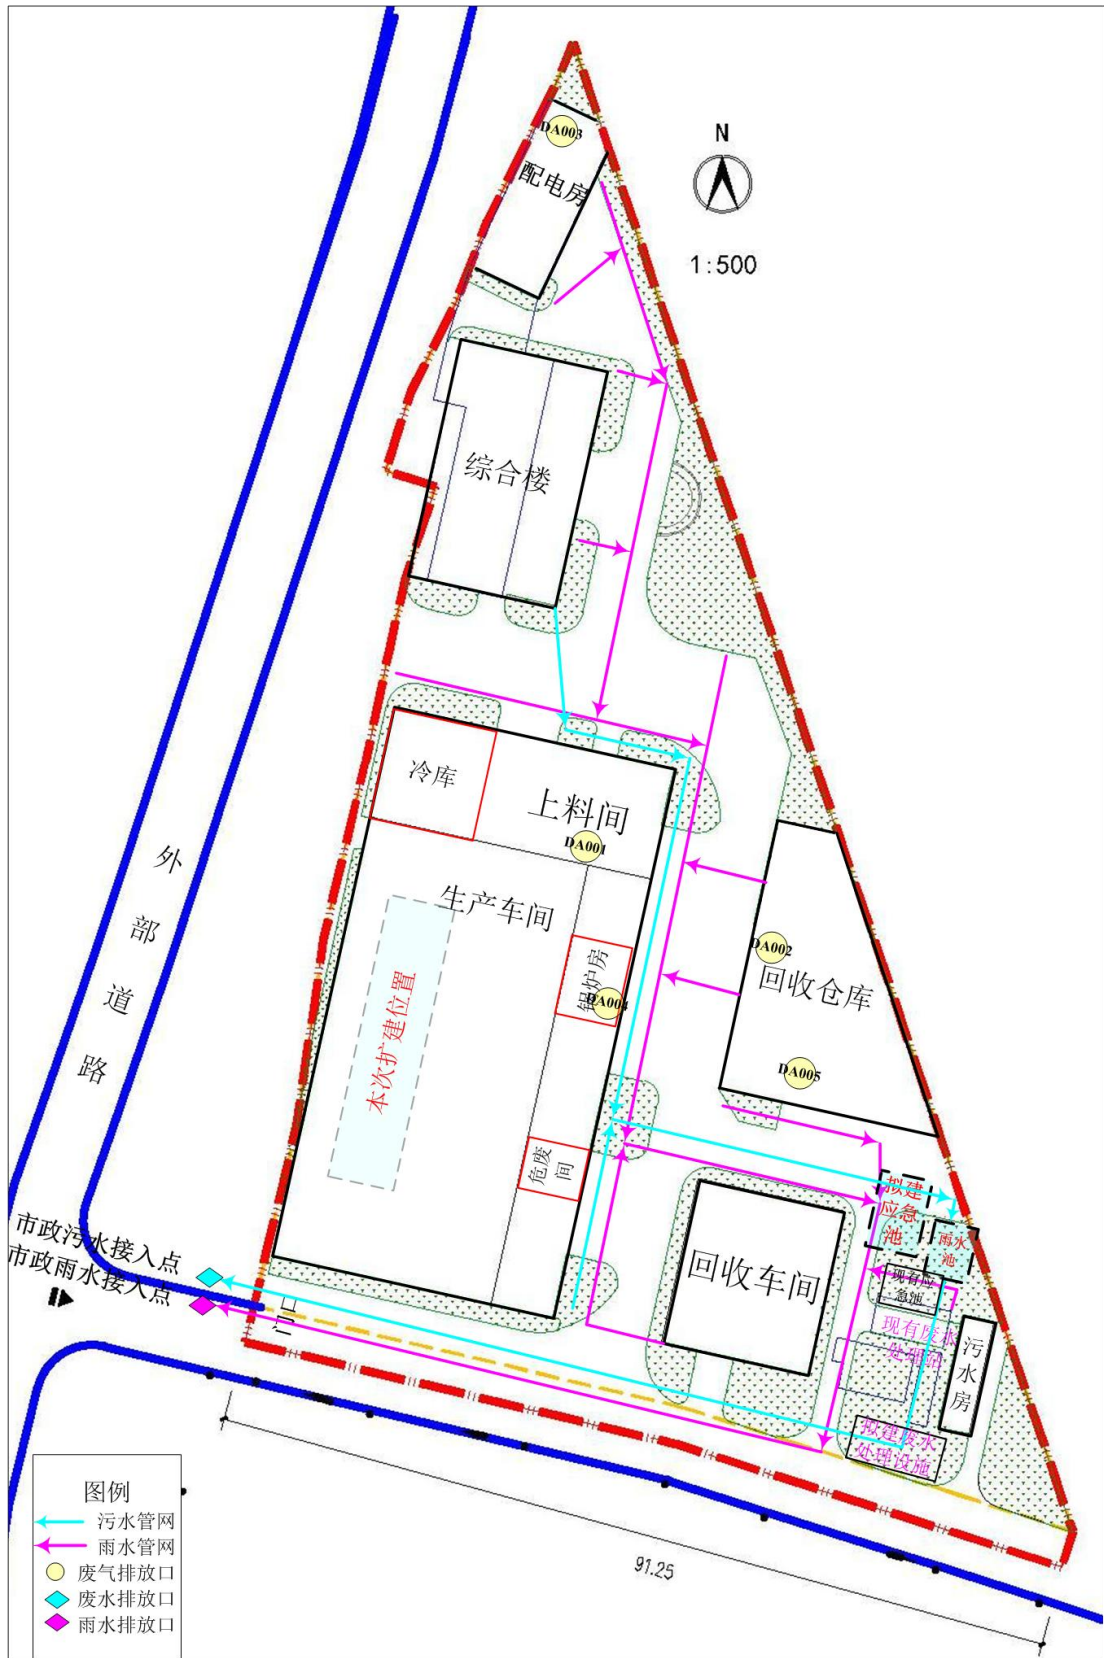 N
1:500
DA003
配电房
综合楼
冷库
上料间
DA001
生产车间
锅炉房
DA004
本次扩建位置
危废间
DA002
回收仓库
DA005
外部道路
拟建
应急
池
雨水
池
现有应
急池
回收车间
现有废水
处理站
污水房
拟建废水
处理设施
市政污水接入点
市政雨水接入点
门口
91.25
图例
污水管网
雨水管网
废气排放口
废水排放口
雨水排放口